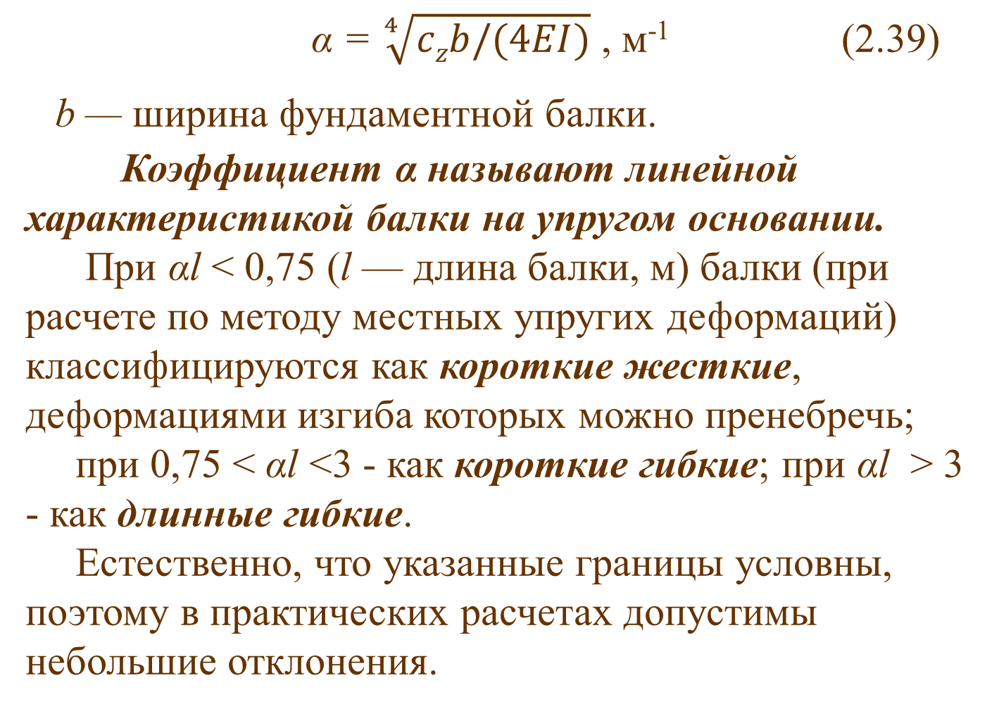 α = ∜c_z b/(4EI) , м⁻¹ (2.39)
b — ширина фундаментной балки.
Коэффициент α называют линейной
характеристикой балки на упругом основании.
При αl < 0,75 (l — длина балки, м) балки (при
расчете по методу местных упругих деформаций)
классифицируются как короткие жесткие,
деформациями изгиба которых можно пренебречь;
при 0,75 < αl <3 - как короткие гибкие; при αl > 3
- как длинные гибкие.
Естественно, что указанные границы условны,
поэтому в практических расчетах допустимы
небольшие отклонения.